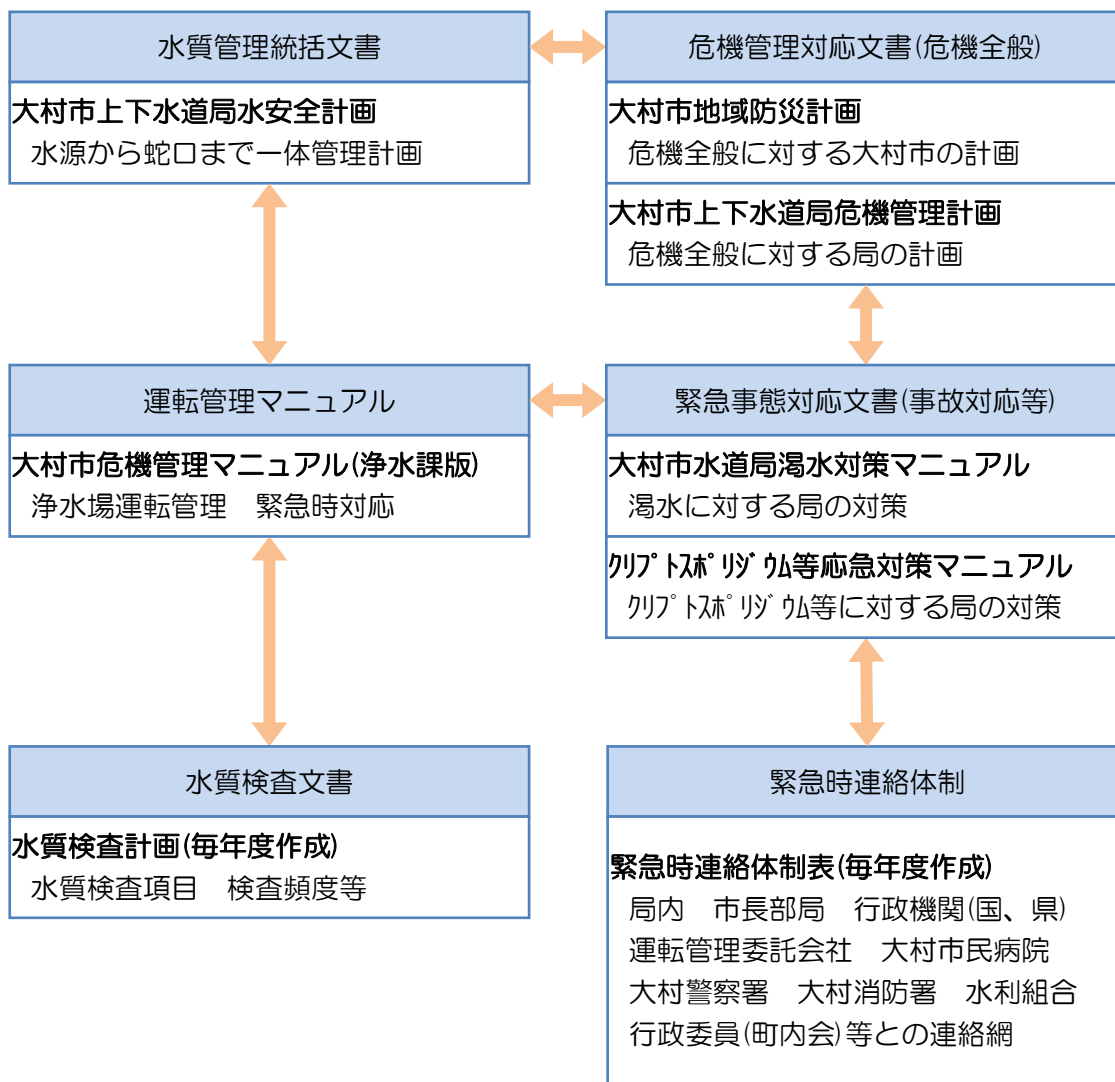 水質管理統括文書
大村市上下水道局水安全計画
水源から蛇口まで一体管理計画
危機管理対応文書(危機全般)
大村市地域防災計画
危機全般に対する大村市の計画
大村市上下水道局危機管理計画
危機全般に対する局の計画
運転管理マニュアル
大村市危機管理マニュアル(浄水課版)
浄水場運転管理　緊急時対応
緊急事態対応文書(事故対応等)
大村市水道局渇水対策マニュアル
渇水に対する局の対策
ｸﾘﾌﾟﾄｽﾎﾟﾘｼﾞｳﾑ等応急対策マニュアル
ｸﾘﾌﾟﾄｽﾎﾟﾘｼﾞｳﾑ等に対する局の対策
水質検査文書
水質検査計画(毎年度作成)
水質検査項目　検査頻度等
緊急時連絡体制
緊急時連絡体制表(毎年度作成)
局内　市長部局　行政機関(国、県)
運転管理委託会社　大村市民病院
大村警察署　大村消防署　水利組合
行政委員(町内会)等との連絡網